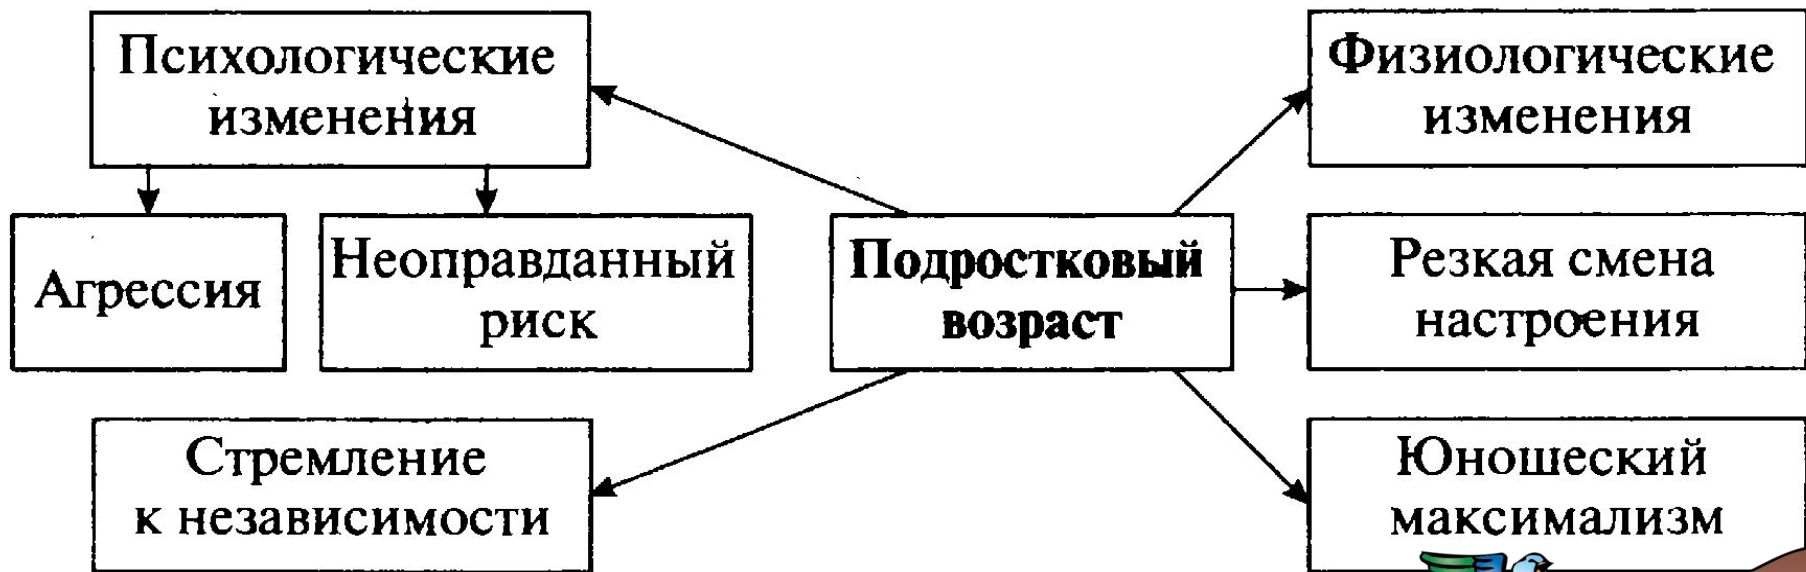 Психологические
изменения
Физиологические
изменения
Агрессия
Неоправданный
риск
Подростковый
возраст
Резкая смена
настроения
Стремление
к независимости
Юношеский
максимализм